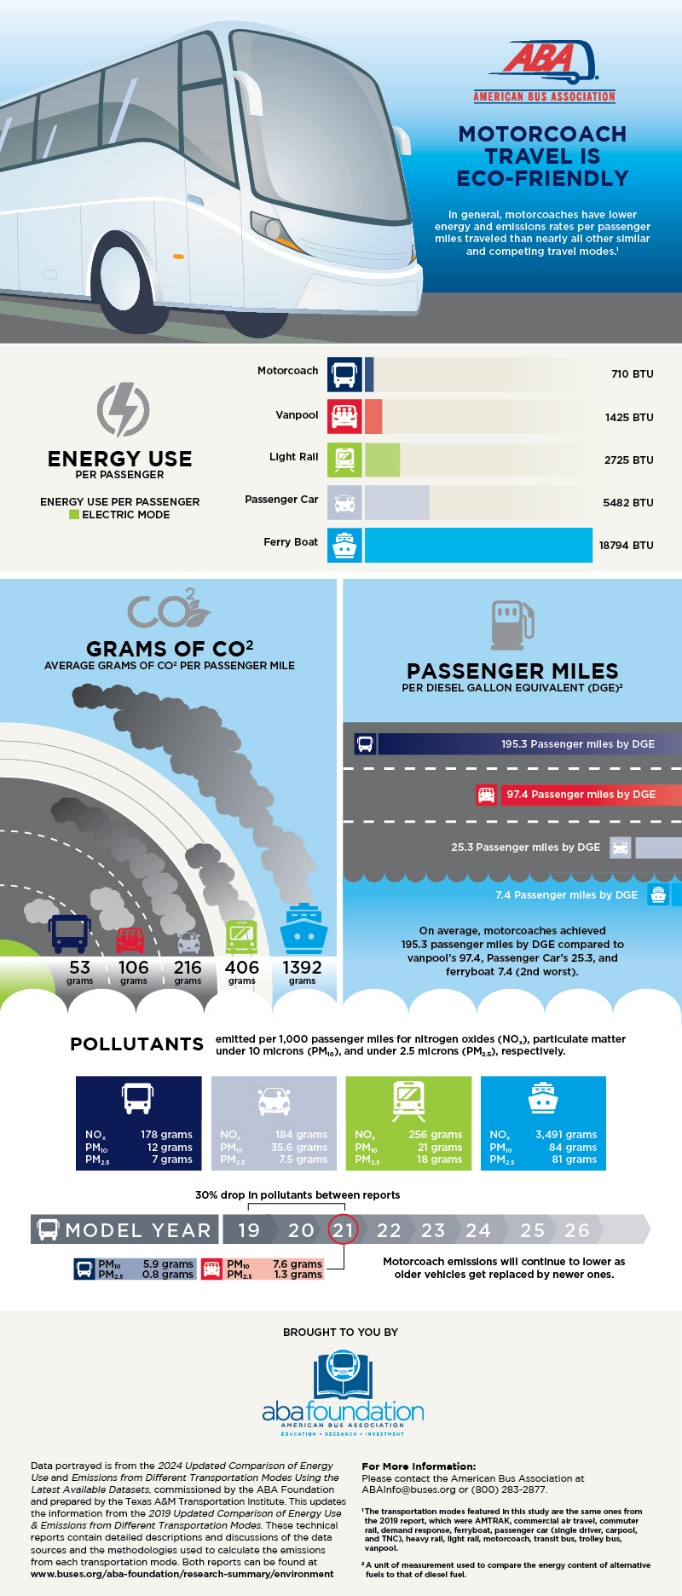 ABA
AMERICAN BUS ASSOCIATION
MOTORCOACH
TRAVEL IS
ECO-FRIENDLY
In general, motorcoaches have lower
energy and emissions rates per passenger
miles traveled than nearly all other similar
and competing travel modes.¹
ENERGY USE
PER PASSENGER
ENERGY USE PER PASSENGER
ELECTRIC MODE
Motorcoach 710 BTU
Vanpool 1425 BTU
Light Rail 2725 BTU
Passenger Car 5482 BTU
Ferry Boat 18794 BTU
CO²
GRAMS OF CO²
AVERAGE GRAMS OF CO² PER PASSENGER MILE
53 106 216 406 1392
grams grams grams grams grams
PASSENGER MILES
PER DIESEL GALLON EQUIVALENT (DGE)²
195.3 Passenger miles by DGE
97.4 Passenger miles by DGE
25.3 Passenger miles by DGE
7.4 Passenger miles by DGE
On average, motorcoaches achieved
195.3 passenger miles by DGE compared to
vanpool's 97.4, Passenger Car's 25.3, and
ferryboat 7.4 (2nd worst).
POLLUTANTS
emitted per 1,000 passenger miles for nitrogen oxides (NOₓ), particulate matter
under 10 microns (PM₁₀), and under 2.5 microns (PM₂.₅), respectively.
NOₓ 178 grams
PM₁₀ 12 grams
PM₂.₅ 7 grams
NOₓ 184 grams
PM₁₀ 35.6 grams
PM₂.₅ 7.5 grams
NOₓ 256 grams
PM₁₀ 21 grams
PM₂.₅ 18 grams
NOₓ 3,491 grams
PM₁₀ 84 grams
PM₂.₅ 81 grams
30% drop in pollutants between reports
MODEL YEAR 19 20 21 22 23 24 25 26
PM₁₀ 5.9 grams
PM₂.₅ 0.8 grams
PM₁₀ 7.6 grams
PM₂.₅ 1.3 grams
Motorcoach emissions will continue to lower as
older vehicles get replaced by newer ones.
BROUGHT TO YOU BY
abafoundation
AMERICAN BUS ASSOCIATION
EDUCATION • RESEARCH • INVESTMENT
Data portrayed is from the 2024 Updated Comparison of Energy
Use and Emissions from Different Transportation Modes Using the
Latest Available Datasets, commissioned by the ABA Foundation
and prepared by the Texas A&M Transportation Institute. This updates
the information from the 2019 Updated Comparison of Energy Use
& Emissions from Different Transportation Modes. These technical
reports contain detailed descriptions and discussions of the data
sources and the methodologies used to calculate the emissions
from each transportation mode. Both reports can be found at
www.buses.org/aba-foundation/research-summary/environment
For More Information:
Please contact the American Bus Association at
ABAInfo@buses.org or (800) 283-2877.
¹ The transportation modes featured in this study are the same ones from
the 2019 report, which were AMTRAK, commercial air travel, commuter
rail, demand response, ferryboat, passenger car (single driver, carpool,
and TNC), heavy rail, light rail, motorcoach, transit bus, trolley bus,
vanpool.
² A unit of measurement used to compare the energy content of alternative
fuels to that of diesel fuel.